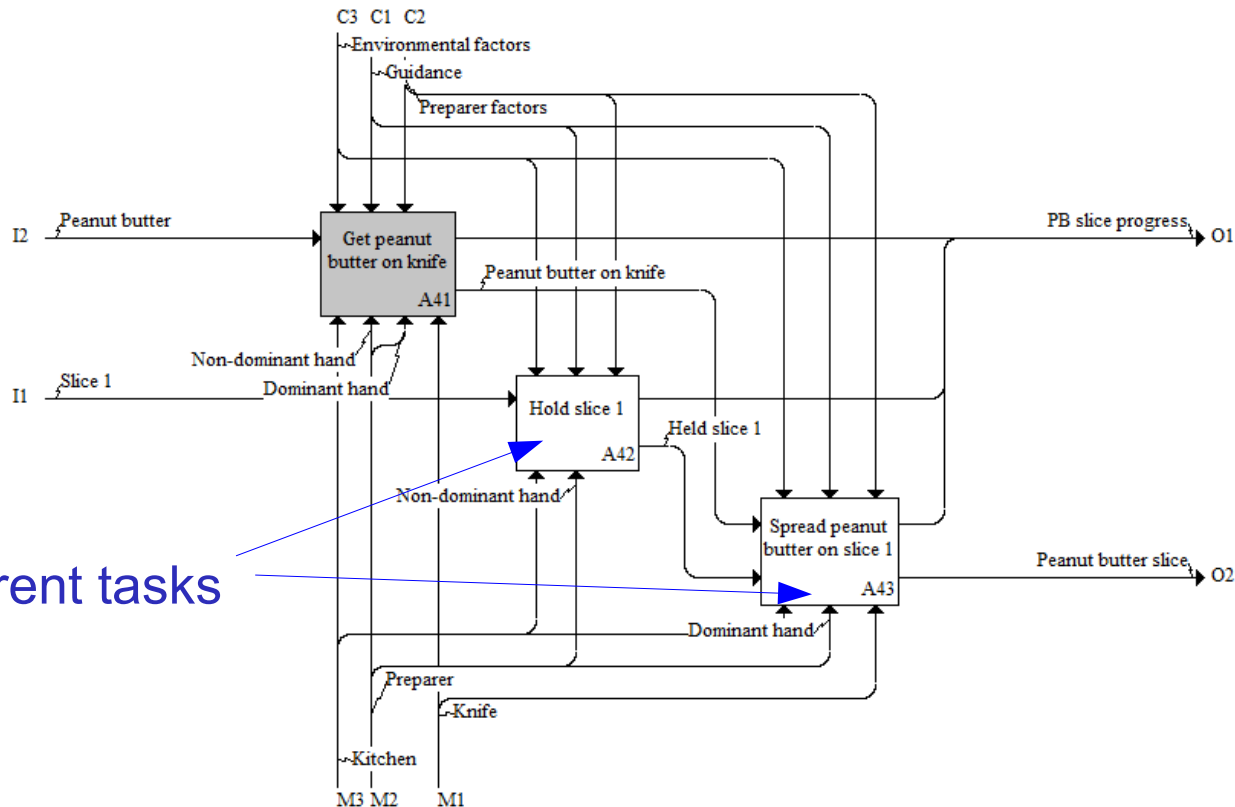 C3 C1 C2
Environmental factors
Guidance
Preparer factors
I2
Peanut butter
Get peanut
butter on knife
A41
PB slice progress
O1
Peanut butter on knife
Non-dominant hand
Dominant hand
I1
Slice 1
Hold slice 1
A42
Held slice 1
Non-dominant hand
Spread peanut
butter on slice 1
A43
rent tasks
Peanut butter slice
O2
Dominant hand
Preparer
Knife
Kitchen
M3 M2 M1